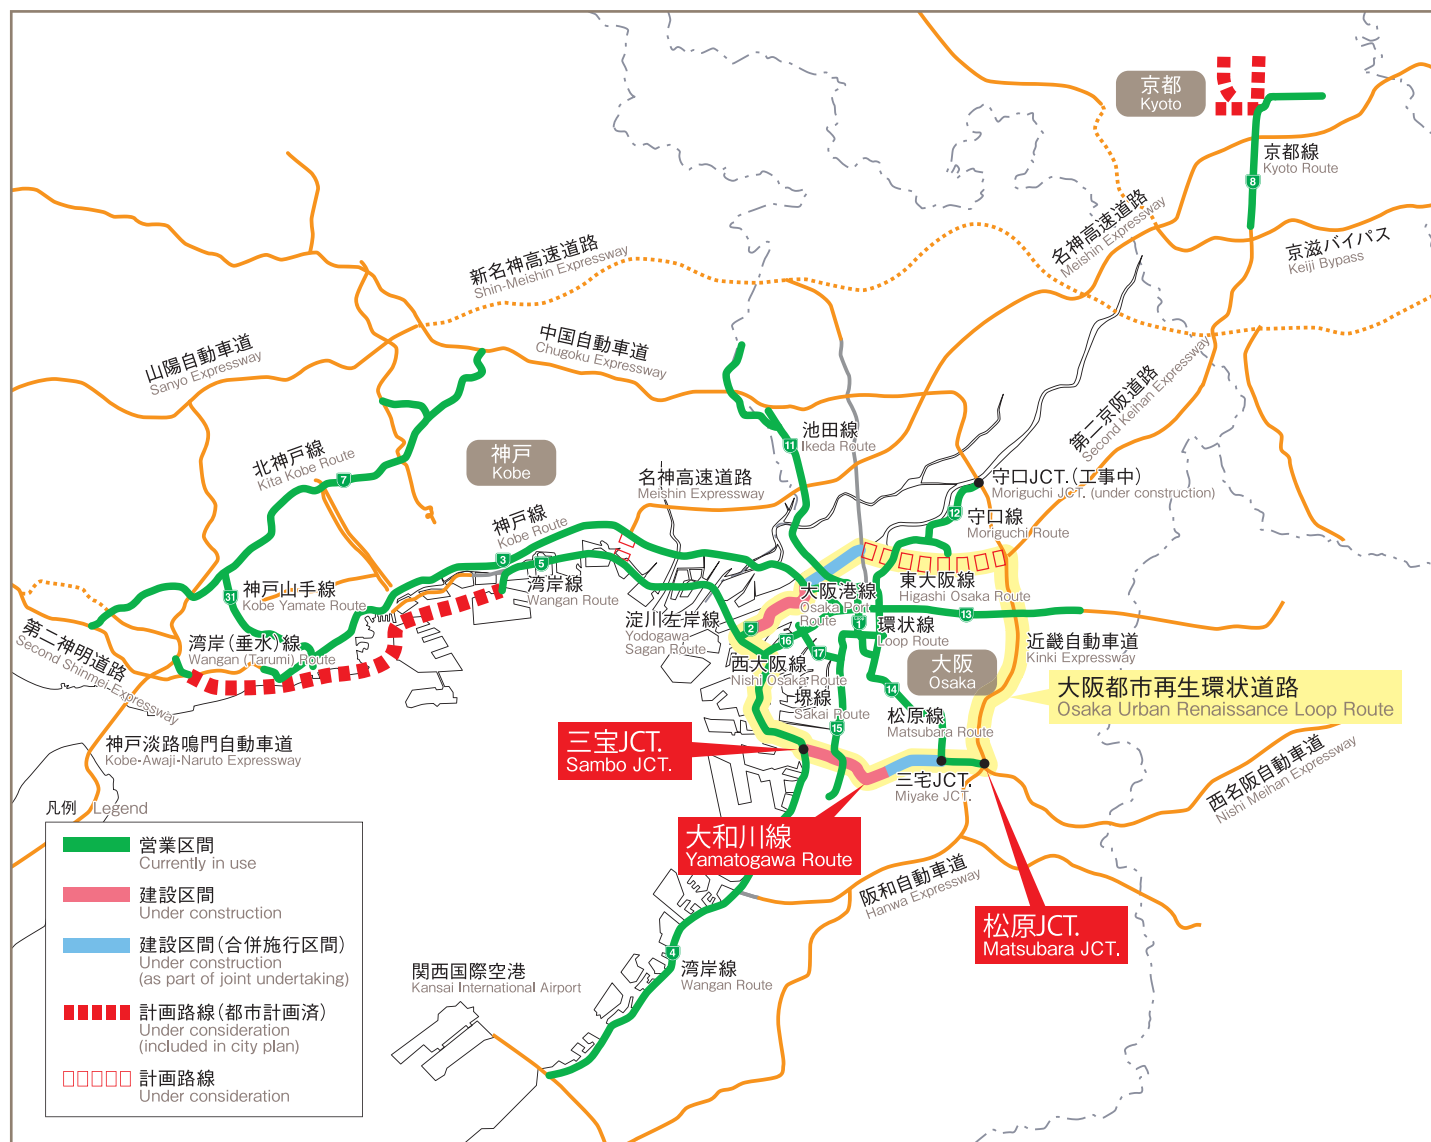 京都
Kyoto
京都線
Kyoto Route
8
名神高速道路
Meishin Expressway
京滋バイパス
Keiji Bypass
新名神高速道路
Shin-Meishin Expressway
中国自動車道
Chugoku Expressway
山陽自動車道
Sanyo Expressway
第二京阪道路
Second Keihan Expressway
池田線
Ikeda Route
11
北神戸線
Kita Kobe Route
7
神戸
Kobe
名神高速道路
Meishin Expressway
守口JCT.(工事中)
Moriguchi JCT. (under construction)
12
守口線
Moriguchi Route
神戸線
Kobe Route
3
5
湾岸線
Wangan Route
神戸山手線
Kobe Yamate Route
31
東大阪線
Higashi Osaka Route
13
大阪港線
Osaka Port
Route
淀川左岸線
Yodogawa
Sagan Route
2
16
1
環状線
Loop Route
17
第二神明道路
Second Shinmei Expressway
湾岸(垂水)線
Wangan (Tarumi) Route
西大阪線
Nishi Osaka Route
大阪
Osaka
近畿自動車道
Kinki Expressway
大阪都市再生環状道路
Osaka Urban Renaissance Loop Route
堺線
Sakai Route
15
14
松原線
Matsubara Route
三宝JCT.
Sambo JCT.
神戸淡路鳴門自動車道
Kobe-Awaji-Naruto Expressway
三宅JCT.
Miyake JCT.
西名阪自動車道
Nishi Meihan Expressway
大和川線
Yamatogawa Route
阪和自動車道
Hanwa Expressway
松原JCT.
Matsubara JCT.
4
湾岸線
Wangan Route
関西国際空港
Kansai International Airport
凡例 Legend
営業区間
Currently in use
建設区間
Under construction
建設区間(合併施行区間)
Under construction
(as part of joint undertaking)
計画路線(都市計画済)
Under consideration
(included in city plan)
計画路線
Under consideration